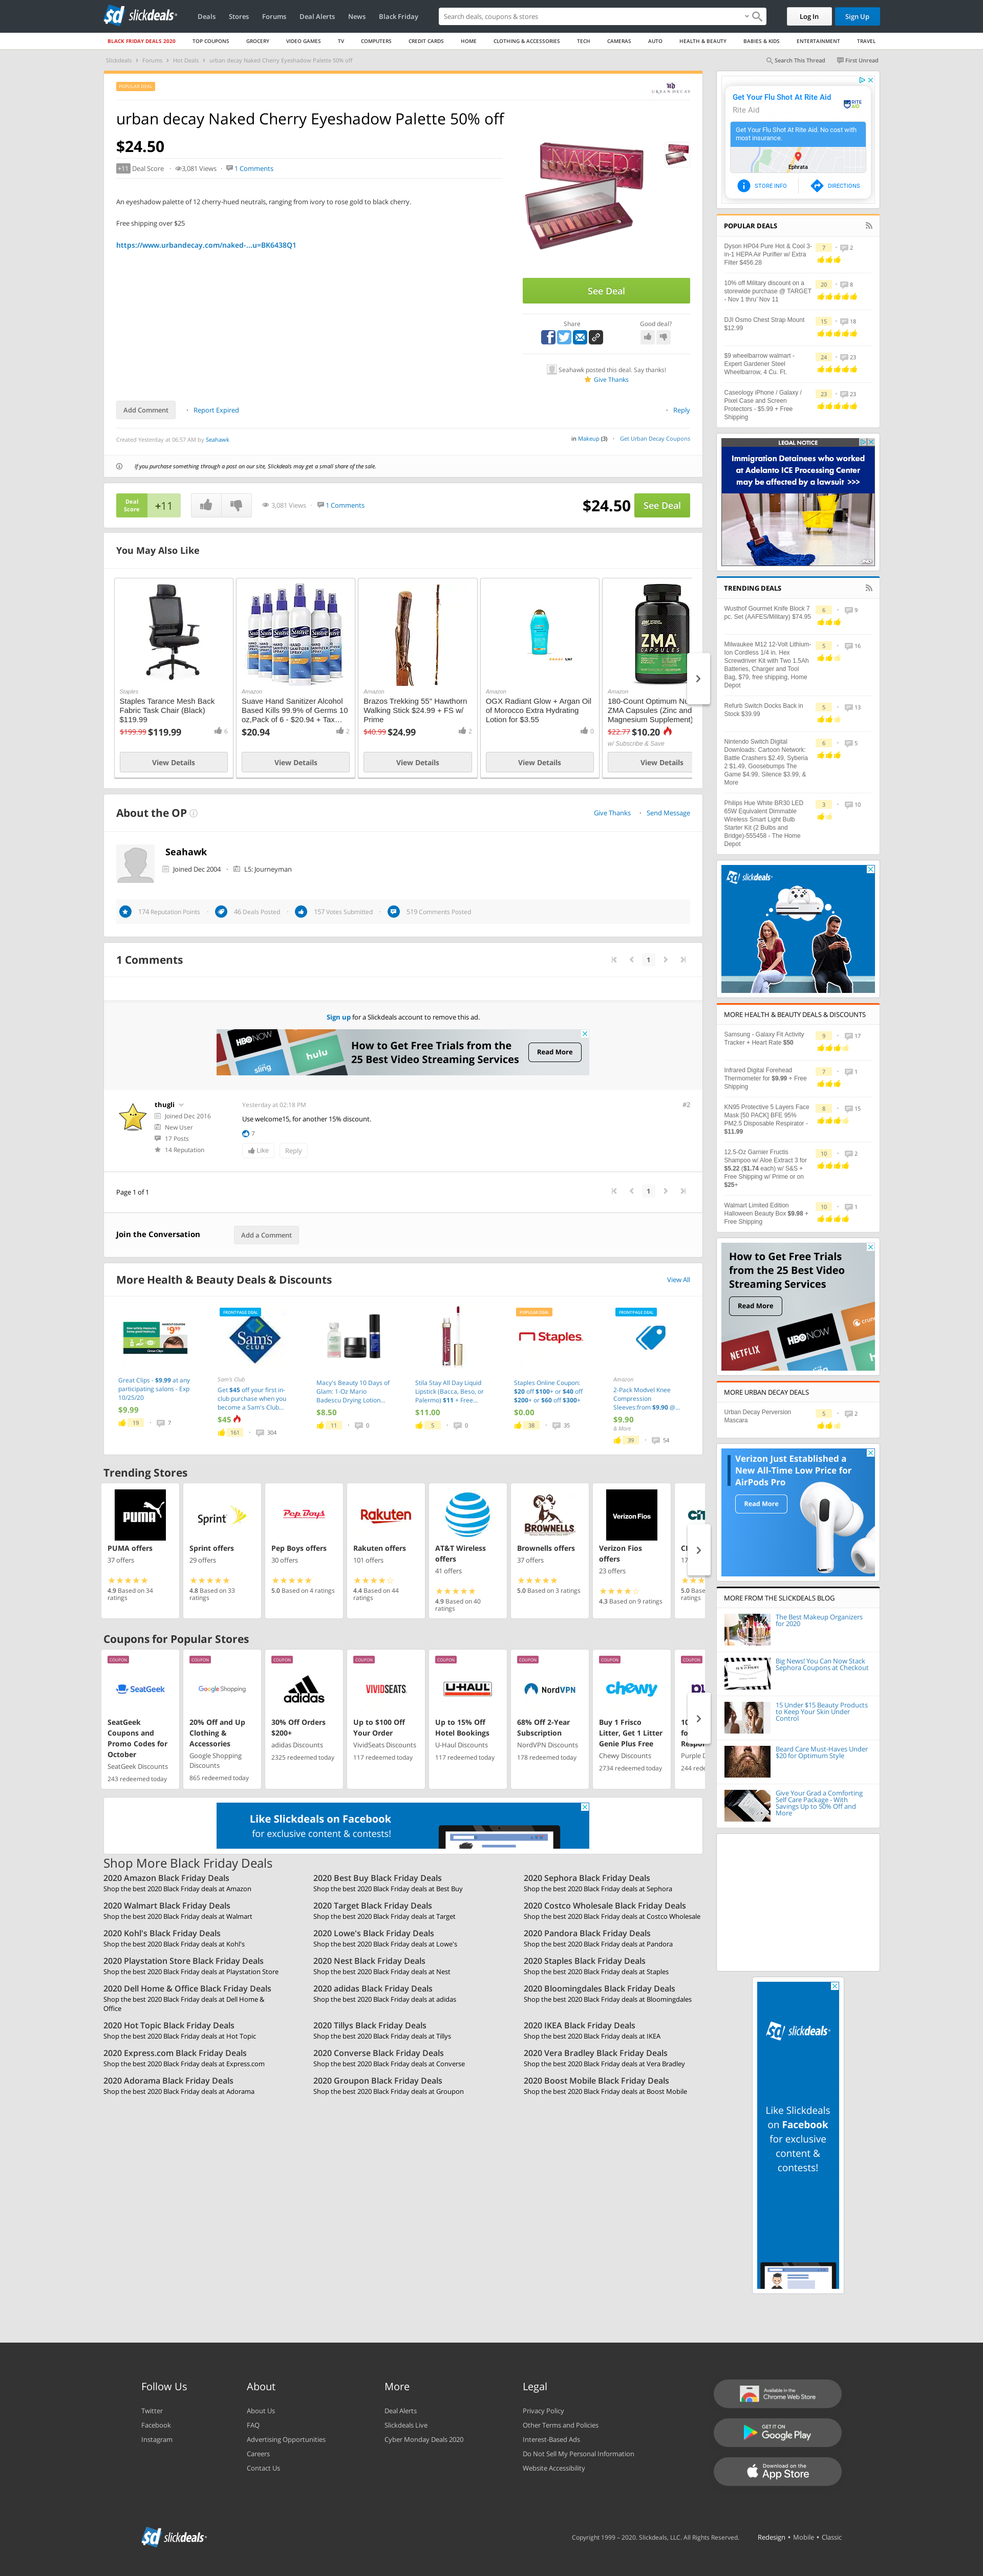 slickdeals
Deals Stores Forums Deal Alerts News Black Friday
Search deals, coupons & stores
Log In Sign Up
BLACK FRIDAY DEALS 2020 TOP COUPONS GROCERY VIDEO GAMES TV COMPUTERS CREDIT CARDS HOME CLOTHING & ACCESSORIES TECH CAMERAS AUTO HEALTH & BEAUTY BABIES & KIDS ENTERTAINMENT TRAVEL
Slickdeals Forums Hot Deals urban decay Naked Cherry Eyeshadow Palette 50% off
Search This Thread First Unread
POPULAR DEAL
URBAN DECAY
urban decay Naked Cherry Eyeshadow Palette 50% off
$24.50
+11 Deal Score 3,081 Views 1 Comments
An eyeshadow palette of 12 cherry-hued neutrals, ranging from ivory to rose gold to black cherry.
Free shipping over $25
https://www.urbandecay.com/naked-...u=BK6438Q1
NAKED
See Deal
Share Good deal?
Seahawk posted this deal. Say thanks!
Give Thanks
Add Comment Report Expired Reply
Created Yesterday at 06:57 AM by Seahawk
in Makeup (3) Get Urban Decay Coupons
If you purchase something through a post on our site, Slickdeals may get a small share of the sale.
Deal Score +11 3,081 Views 1 Comments $24.50 See Deal
You May Also Like
Staples
Staples Tarance Mesh Back Fabric Task Chair (Black) $119.99
$199.99 $119.99 6
View Details
Amazon
Suave Hand Sanitizer Alcohol Based Kills 99.9% of Germs 10 oz,Pack of 6 - $20.94 + Tax...
$20.94 2
View Details
Amazon
Brazos Trekking 55" Hawthorn Walking Stick $24.99 + FS w/ Prime
$40.99 $24.99 2
View Details
Amazon
OGX Radiant Glow + Argan Oil of Morocco Extra Hydrating Lotion for $3.55
0
View Details
ZMA CAPSULES
Amazon
180-Count Optimum Nu
ZMA Capsules (Zinc and
Magnesium Supplement)
$22.77 $10.20
w/ Subscribe & Save
View Details
About the OP
Give Thanks Send Message
Seahawk
Joined Dec 2004 L5: Journeyman
174 Reputation Points 46 Deals Posted 157 Votes Submitted 519 Comments Posted
1 Comments
1
Sign up for a Slickdeals account to remove this ad.
HBO NOW sling hulu
How to Get Free Trials from the
25 Best Video Streaming Services
Read More
thugli
Joined Dec 2016
New User
17 Posts
14 Reputation
Yesterday at 02:18 PM #2
Use welcome15, for another 15% discount.
7
Like Reply
Page 1 of 1 1
Join the Conversation Add a Comment
More Health & Beauty Deals & Discounts View All
$9.99
Great Clips - $9.99 at any participating salons - Exp 10/25/20
$9.99
19 7
FRONTPAGE DEAL
Sam's CLUB
Sam's Club
Get $45 off your first in-club purchase when you become a Sam's Club...
$45
161 304
Macy's Beauty 10 Days of Glam: 1-Oz Mario Badescu Drying Lotion...
$8.50
11 0
Stila Stay All Day Liquid Lipstick (Bacca, Beso, or Palermo) $11 + Free...
$11.00
5 0
POPULAR DEAL
Staples
Staples Online Coupon: $20 off $100+ or $40 off $200+ or $60 off $300+
$0.00
38 35
FRONTPAGE DEAL
Amazon
2-Pack Modvel Knee Compression Sleeves:from $9.90 @...
$9.90
& More
39 54
Trending Stores
PUMA
PUMA offers
37 offers
4.9 Based on 34 ratings
Sprint
Sprint offers
29 offers
4.8 Based on 33 ratings
Pep Boys
Pep Boys offers
30 offers
5.0 Based on 4 ratings
Rakuten
Rakuten offers
101 offers
4.4 Based on 44 ratings
AT&T Wireless offers
41 offers
4.9 Based on 40 ratings
BROWNELLS
Brownells offers
37 offers
5.0 Based on 3 ratings
Verizon Fios
Verizon Fios offers
23 offers
4.3 Based on 9 ratings
5.0 Bas
ratings
Coupons for Popular Stores
COUPON
SeatGeek
SeatGeek Coupons and Promo Codes for October
SeatGeek Discounts
243 redeemed today
COUPON
Google Shopping
20% Off and Up Clothing & Accessories
Google Shopping Discounts
865 redeemed today
COUPON
adidas
30% Off Orders $200+
adidas Discounts
2325 redeemed today
COUPON
VIVIDSEATS
Up to $100 Off Your Order
VividSeats Discounts
117 redeemed today
COUPON
U-HAUL
Up to 15% Off Hotel Bookings
U-Haul Discounts
117 redeemed today
COUPON
NordVPN
68% Off 2-Year Subscription
NordVPN Discounts
178 redeemed today
COUPON
chewy
Buy 1 Frisco Litter, Get 1 Litter Genie Plus Free
Chewy Discounts
2734 redeemed today
COUPON
Purple D
244 rede
Like Slickdeals on Facebook
for exclusive content & contests!
Shop More Black Friday Deals
2020 Amazon Black Friday Deals
Shop the best 2020 Black Friday deals at Amazon
2020 Best Buy Black Friday Deals
Shop the best 2020 Black Friday deals at Best Buy
2020 Sephora Black Friday Deals
Shop the best 2020 Black Friday deals at Sephora
2020 Walmart Black Friday Deals
Shop the best 2020 Black Friday deals at Walmart
2020 Target Black Friday Deals
Shop the best 2020 Black Friday deals at Target
2020 Costco Wholesale Black Friday Deals
Shop the best 2020 Black Friday deals at Costco Wholesale
2020 Kohl's Black Friday Deals
Shop the best 2020 Black Friday deals at Kohl's
2020 Lowe's Black Friday Deals
Shop the best 2020 Black Friday deals at Lowe's
2020 Pandora Black Friday Deals
Shop the best 2020 Black Friday deals at Pandora
2020 Playstation Store Black Friday Deals
Shop the best 2020 Black Friday deals at Playstation Store
2020 Nest Black Friday Deals
Shop the best 2020 Black Friday deals at Nest
2020 Staples Black Friday Deals
Shop the best 2020 Black Friday deals at Staples
2020 Dell Home & Office Black Friday Deals
Shop the best 2020 Black Friday deals at Dell Home & Office
2020 adidas Black Friday Deals
Shop the best 2020 Black Friday deals at adidas
2020 Bloomingdales Black Friday Deals
Shop the best 2020 Black Friday deals at Bloomingdales
2020 Hot Topic Black Friday Deals
Shop the best 2020 Black Friday deals at Hot Topic
2020 Tillys Black Friday Deals
Shop the best 2020 Black Friday deals at Tillys
2020 IKEA Black Friday Deals
Shop the best 2020 Black Friday deals at IKEA
2020 Express.com Black Friday Deals
Shop the best 2020 Black Friday deals at Express.com
2020 Converse Black Friday Deals
Shop the best 2020 Black Friday deals at Converse
2020 Vera Bradley Black Friday Deals
Shop the best 2020 Black Friday deals at Vera Bradley
2020 Adorama Black Friday Deals
Shop the best 2020 Black Friday deals at Adorama
2020 Groupon Black Friday Deals
Shop the best 2020 Black Friday deals at Groupon
2020 Boost Mobile Black Friday Deals
Shop the best 2020 Black Friday deals at Boost Mobile
Get Your Flu Shot At Rite Aid
Rite Aid
RITE AID
Get Your Flu Shot At Rite Aid. No cost with most insurance.
Ephrata
STORE INFO DIRECTIONS
POPULAR DEALS
Dyson HP04 Pure Hot & Cool 3-in-1 HEPA Air Purifier w/ Extra Filter $456.28
7 2
10% off Military discount on a storewide purchase @ TARGET - Nov 1 thru' Nov 11
20 8
DJI Osmo Chest Strap Mount $12.99
15 18
$9 wheelbarrow walmart - Expert Gardener Steel Wheelbarrow, 4 Cu. Ft.
24 23
Caseology iPhone / Galaxy / Pixel Case and Screen Protectors - $5.99 + Free Shipping
23 23
LEGAL NOTICE
Immigration Detainees who worked
at Adelanto ICE Processing Center
may be affected by a lawsuit >>>
TRENDING DEALS
Wusthof Gourmet Knife Block 7 pc. Set (AAFES/Military) $74.95
6 9
Milwaukee M12 12-Volt Lithium-Ion Cordless 1/4 in. Hex Screwdriver Kit with Two 1.5Ah Batteries, Charger and Tool Bag, $79, free shipping, Home Depot
5 16
Refurb Switch Docks Back in Stock $39.99
5 13
Nintendo Switch Digital Downloads: Cartoon Network: Battle Crashers $2.49, Syberia 2 $1.49, Goosebumps The Game $4.99, Silence $3.99, & More
6 5
Philips Hue White BR30 LED 65W Equivalent Dimmable Wireless Smart Light Bulb Starter Kit (2 Bulbs and Bridge)-555458 - The Home Depot
3 10
slickdeals
MORE HEALTH & BEAUTY DEALS & DISCOUNTS
Samsung - Galaxy Fit Activity Tracker + Heart Rate $50
9 17
Infrared Digital Forehead Thermometer for $9.99 + Free Shipping
7 1
KN95 Protective 5 Layers Face Mask [50 PACK] BFE 95% PM2.5 Disposable Respirator - $11.99
8 15
12.5-Oz Garnier Fructis Shampoo w/ Aloe Extract 3 for $5.22 ($1.74 each) w/ S&S + Free Shipping w/ Prime or on $25+
10 2
Walmart Limited Edition Halloween Beauty Box $9.98 + Free Shipping
10 1
How to Get Free Trials
from the 25 Best Video
Streaming Services
Read More
NETFLIX HBO NOW hulu
MORE URBAN DECAY DEALS
Urban Decay Perversion Mascara
5 2
Verizon Just Established a
New All-Time Low Price for
AirPods Pro
Read More
MORE FROM THE SLICKDEALS BLOG
The Best Makeup Organizers for 2020
Big News! You Can Now Stack Sephora Coupons at Checkout
15 Under $15 Beauty Products to Keep Your Skin Under Control
Beard Care Must-Haves Under $20 for Optimum Style
Give Your Grad a Comforting Self Care Package - With Savings Up to 50% Off and More
slickdeals
Like Slickdeals
on Facebook
for exclusive
content &
contests!
Follow Us
Twitter
Facebook
Instagram
About
About Us
FAQ
Advertising Opportunities
Careers
Contact Us
More
Deal Alerts
Slickdeals Live
Cyber Monday Deals 2020
Legal
Privacy Policy
Other Terms and Policies
Interest-Based Ads
Do Not Sell My Personal Information
Website Accessibility
Available in the Chrome Web Store
GET IT ON Google Play
Download on the App Store
slickdeals
Copyright 1999 – 2020. Slickdeals, LLC. All Rights Reserved. Redesign • Mobile • Classic